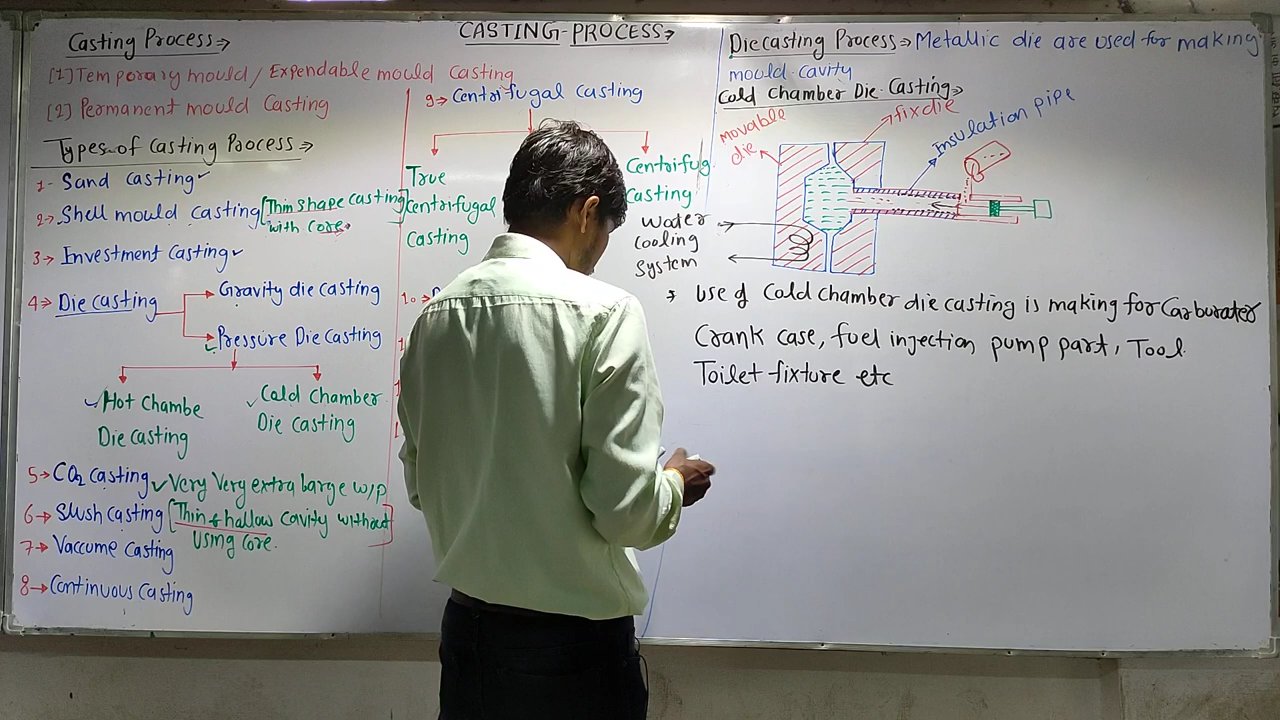 CASTING-PROCESS
Casting Process
[1] Temporary mould / Expendable mould Casting
[2] Permanent mould Casting
Types of Casting Process
1- Sand casting
2- Shell mould casting [Thin shape casting
with core.]
3 Investment Casting
4 Die casting
Gravity die casting
Pressure Die Casting
Hot Chambe
Die casting
Cold Chamber
Die Casting
5 CO2 casting Very Very extra large w/p
6 Slush casting [Thin & hallow Cavity without
using core.]
7 Vaccume Casting
8 Continuous Casting
9 Centrifugal Casting
True
Centrifugal
Casting
Centrifug
Casting
10.
Die casting Process Metallic die are used for making
mould cavity
Cold Chamber Die Casting
movable
die
fix die
Insulation pipe
Water
Cooling
System
Use of Cold chamber die casting is making for Carburater
Crank case, fuel injection pump part, Tool
Toilet fixture etc